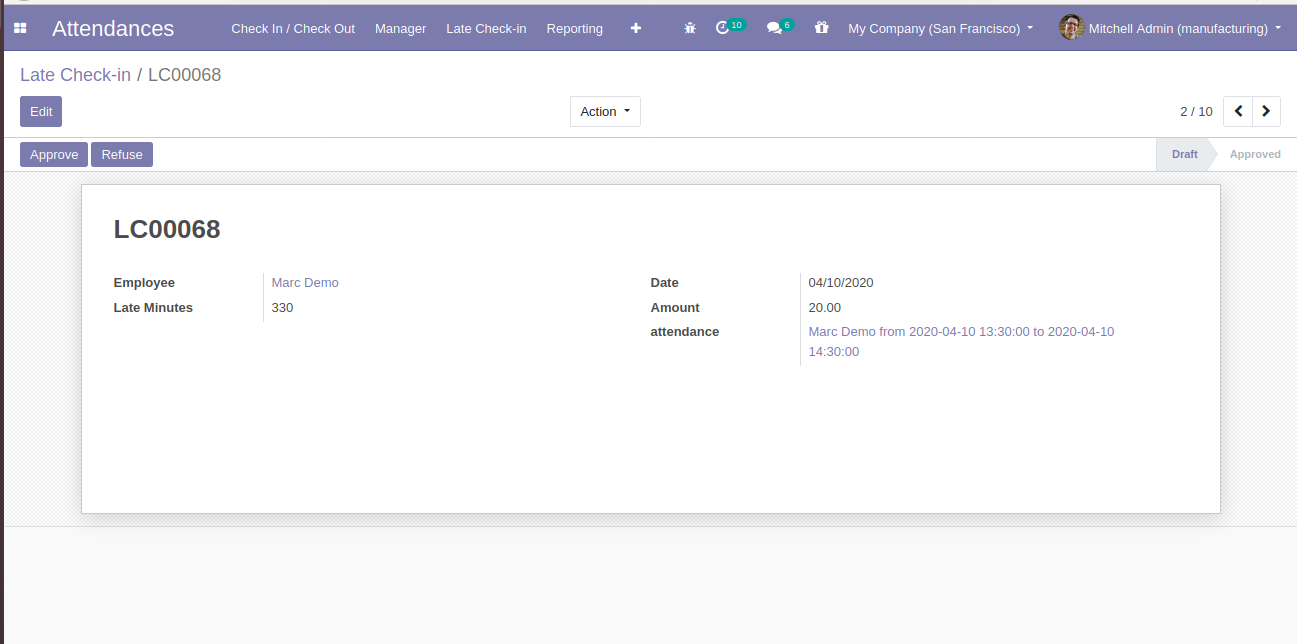 Attendances Check In / Check Out Manager Late Check-in Reporting 10 6 My Company (San Francisco) Mitchell Admin (manufacturing)
Late Check-in / LC00068
Edit Action 2 / 10
Approve Refuse Draft Approved
LC00068
Employee Marc Demo Date 04/10/2020
Late Minutes 330 Amount 20.00
attendance Marc Demo from 2020-04-10 13:30:00 to 2020-04-10
14:30:00